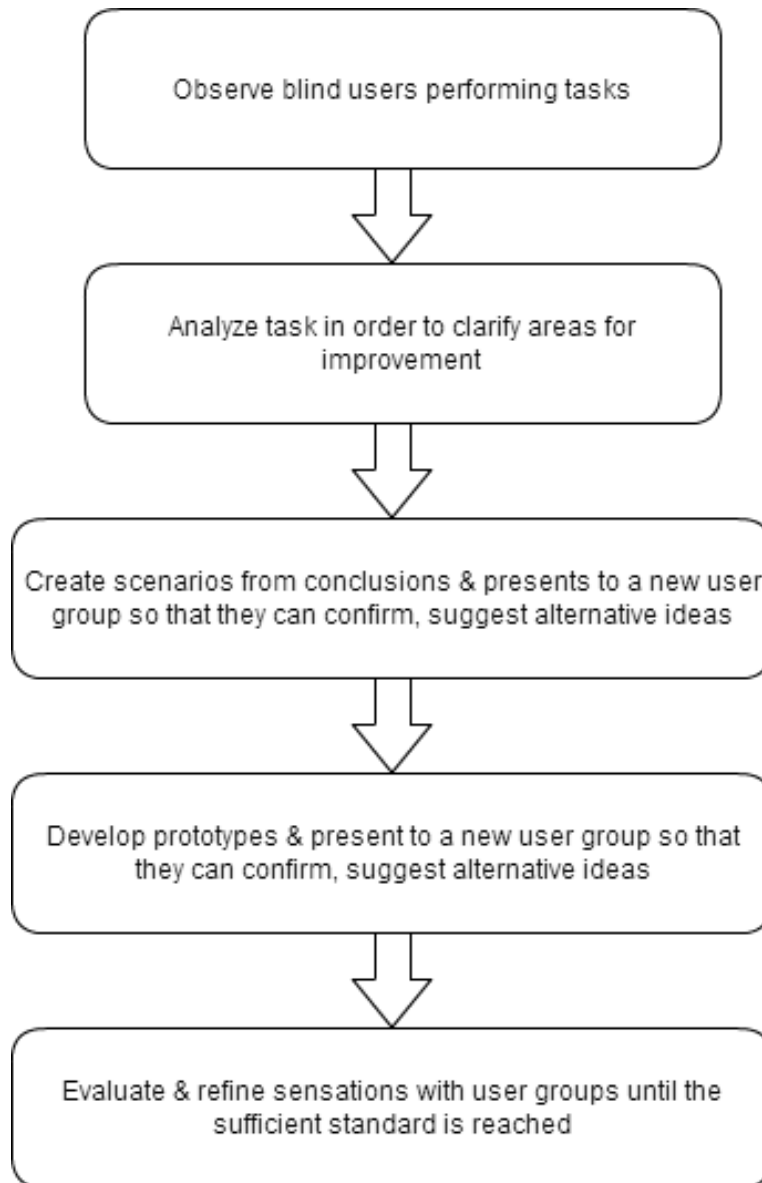 Observe blind users performing tasks
Analyze task in order to clarify areas for
improvement
Create scenarios from conclusions & presents to a new user
group so that they can confirm, suggest alternative ideas
Develop prototypes & present to a new user group so that
they can confirm, suggest alternative ideas
Evaluate & refine sensations with user groups until the
sufficient standard is reached